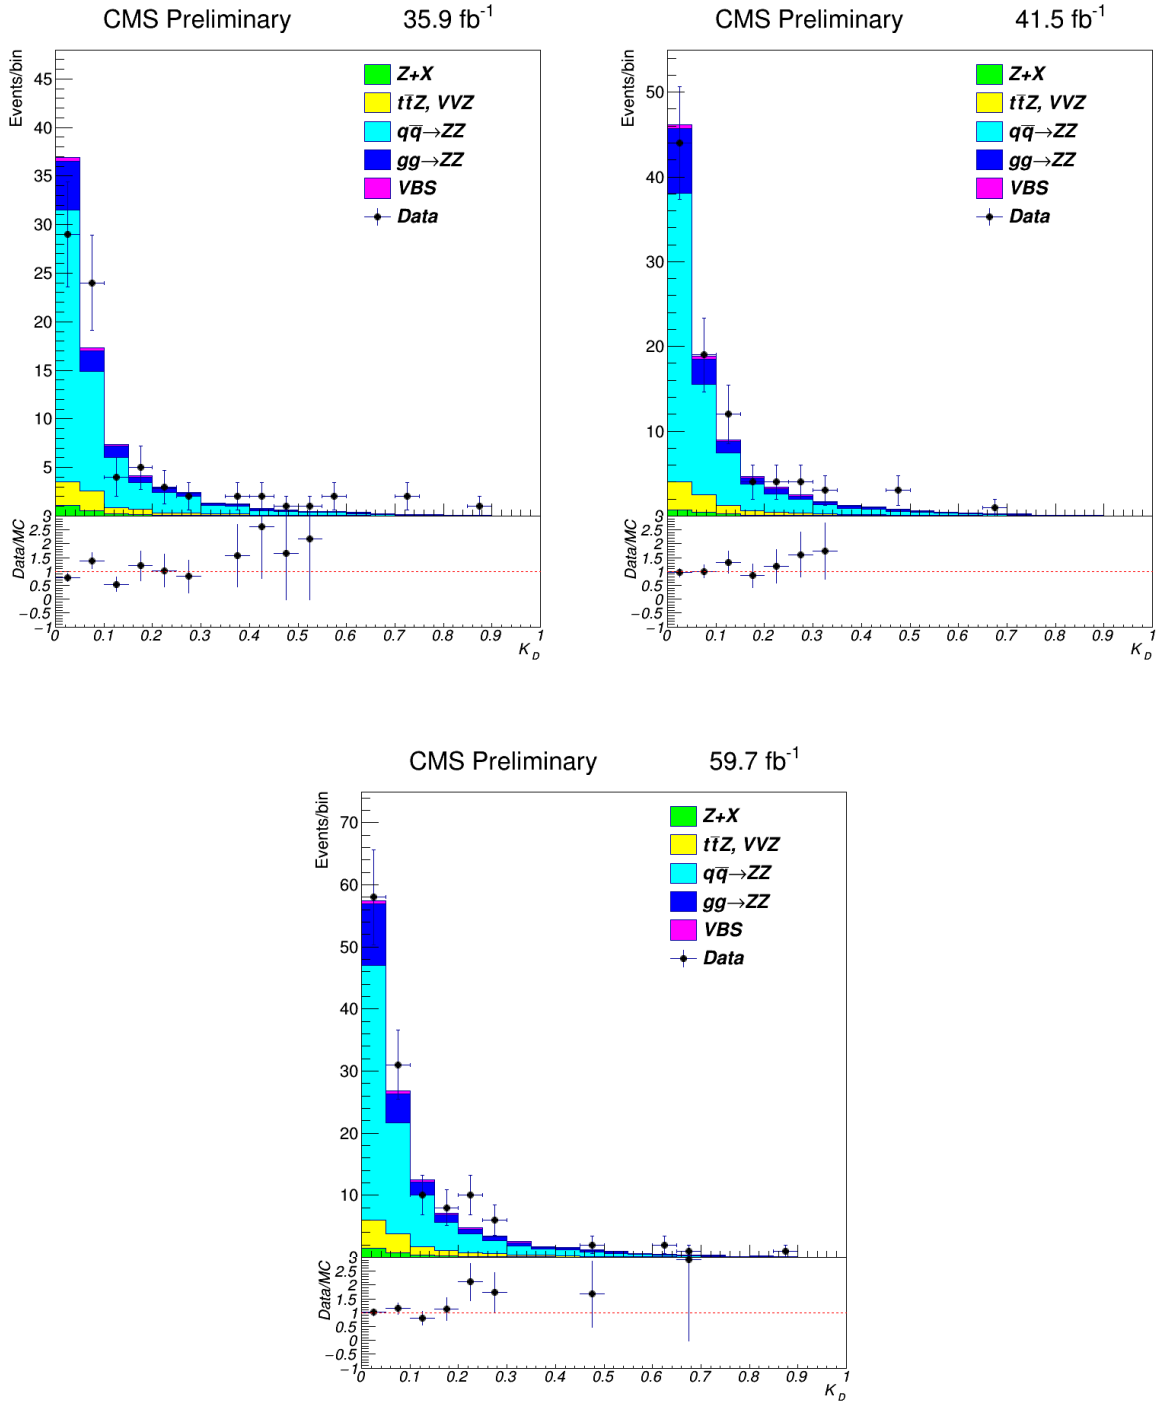 CMS Preliminary 35.9 fb⁻¹
Events/bin
45
40
35
30
25
20
15
10
5
Z+X
tt̅Z, VVZ
qq̅→ZZ
gg→ZZ
VBS
Data
Data/MC
3
2.5
2
1.5
1
0.5
0
−0.5
−1
0 0.1 0.2 0.3 0.4 0.5 0.6 0.7 0.8 0.9 1
K_D
CMS Preliminary 41.5 fb⁻¹
Events/bin
50
40
30
20
10
Z+X
tt̅Z, VVZ
qq̅→ZZ
gg→ZZ
VBS
Data
Data/MC
3
2.5
2
1.5
1
0.5
0
−0.5
−1
0 0.1 0.2 0.3 0.4 0.5 0.6 0.7 0.8 0.9 1
K_D
CMS Preliminary 59.7 fb⁻¹
Events/bin
70
60
50
40
30
20
10
Z+X
tt̅Z, VVZ
qq̅→ZZ
gg→ZZ
VBS
Data
Data/MC
3
2.5
2
1.5
1
0.5
0
−0.5
−1
0 0.1 0.2 0.3 0.4 0.5 0.6 0.7 0.8 0.9 1
K_D